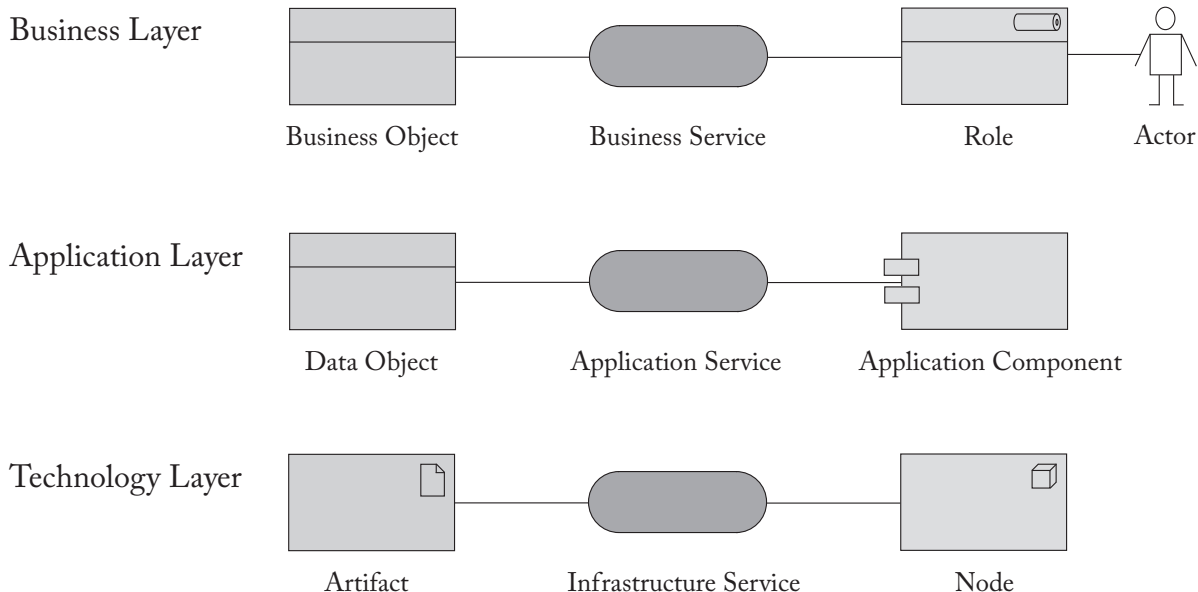 Business Layer
Business Object
Business Service
Role
Actor
Application Layer
Data Object
Application Service
Application Component
Technology Layer
Artifact
Infrastructure Service
Node